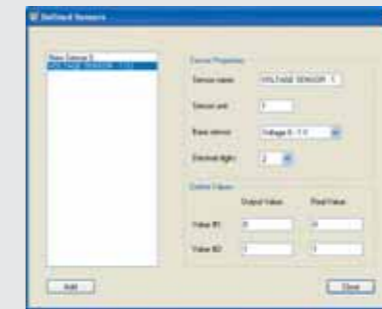 Defined Sensors
New Sensor 0
VOLTAGE SENSOR
Sensor Properties
Sensor name
VOLTAGE SENSOR 1
Sensor unit
Base sensor
Voltage 0 - 1 V
Decimal digits
2
Define Values
Output Value
Real Value
Value #1
0
0
Value #2
1
1
Add
Close